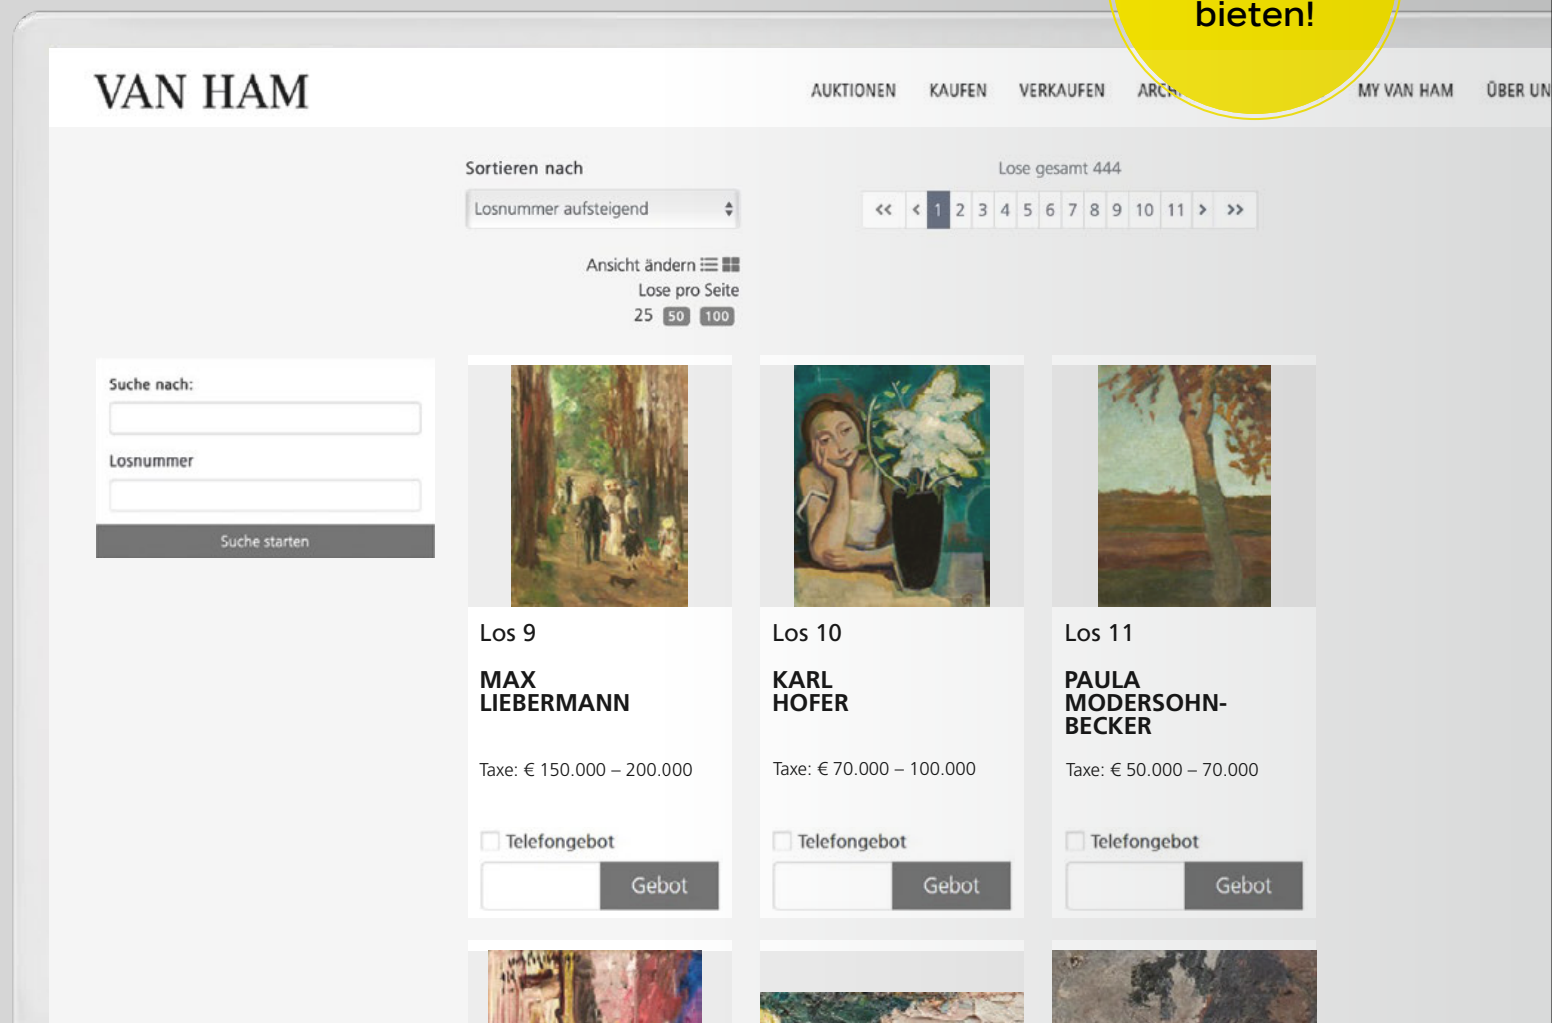 bieten!
VAN HAM
AUKTIONEN KAUFEN VERKAUFEN MY VAN HAM ÜBER UN
Sortieren nach
Lose gesamt 444
Losnummer aufsteigend
<< < 1 2 3 4 5 6 7 8 9 10 11 > >>
Ansicht ändern
Lose pro Seite
25 50 100
Suche nach:
Losnummer
Suche starten
Los 9
MAX
LIEBERMANN
Taxe: € 150.000 – 200.000
Telefongebot
Gebot
Los 10
KARL
HOFER
Taxe: € 70.000 – 100.000
Telefongebot
Gebot
Los 11
PAULA
MODERSOHN-
BECKER
Taxe: € 50.000 – 70.000
Telefongebot
Gebot